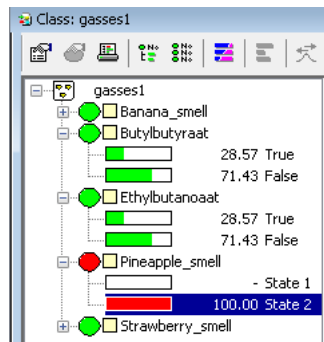 Class: gasses1
gasses1
Banana_smell
Butylbutyraat
28.57 True
71.43 False
Ethylbutanoaat
28.57 True
71.43 False
Pineapple_smell
- State 1
100.00 State 2
Strawberry_smell